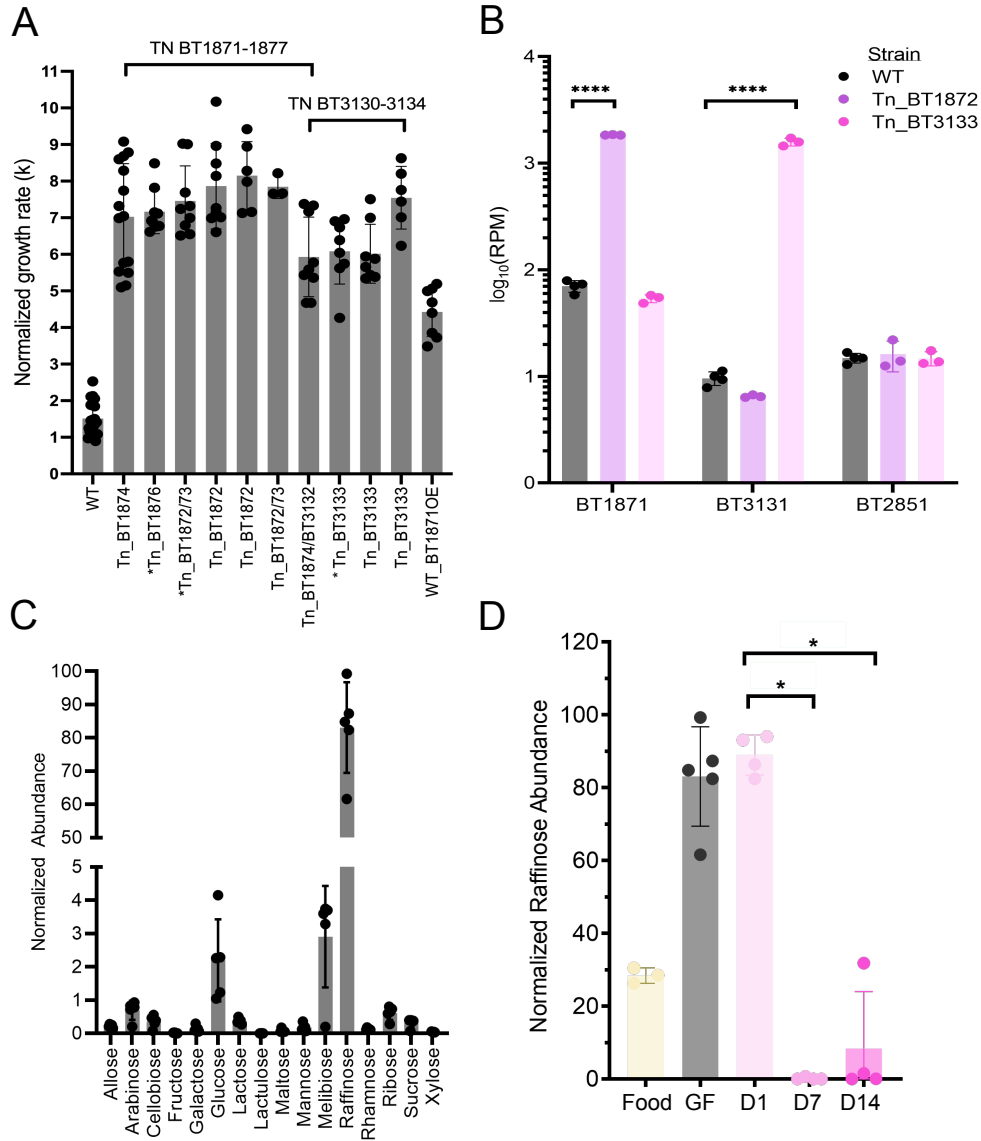 A
TN BT1871-1877
TN BT3130-3134
Normalized growth rate (k)
11
10
9
8
7
6
5
4
3
2
1
0
WT
Tn_BT1874
*Tn_BT1876
*Tn_BT1872/73
Tn_BT1872
Tn_BT1872
Tn_BT1872/73
Tn_BT1874/BT3132
*Tn_BT3133
Tn_BT3133
Tn_BT3133
WT_BT1871OE
B
Strain
WT
Tn_BT1872
Tn_BT3133
****
****
log10(RPM)
4
3
2
1
0
BT1871
BT3131
BT2851
C
Normalized Abundance
100
90
80
70
60
50
5
4
3
2
1
0
Allose
Arabinose
Cellobiose
Fructose
Galactose
Glucose
Lactose
Lactulose
Maltose
Mannose
Melibiose
Raffinose
Rhamnose
Ribose
Sucrose
Xylose
D
Normalized Raffinose Abundance
120
100
80
60
40
20
0
*
*
Food
GF
D1
D7
D14